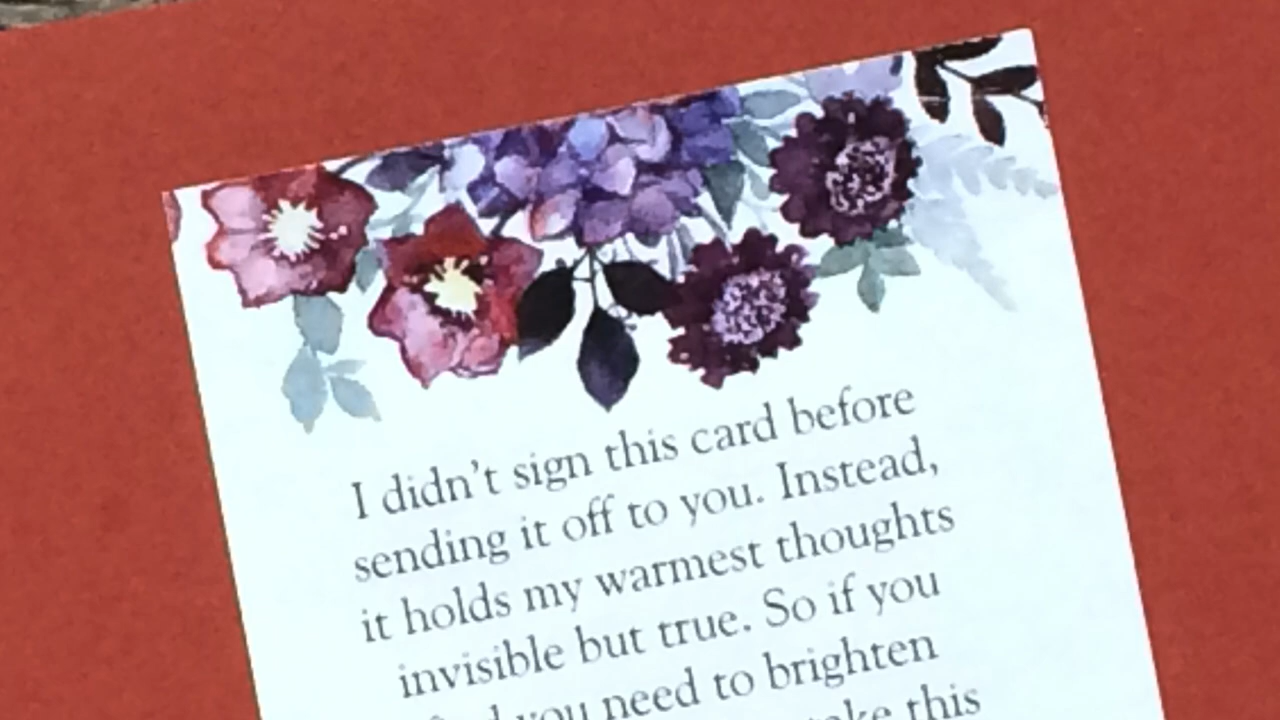 I didn't sign this card before
sending it off to you. Instead,
it holds my warmest thoughts
invisible but true. So if you
you need to brighten
this